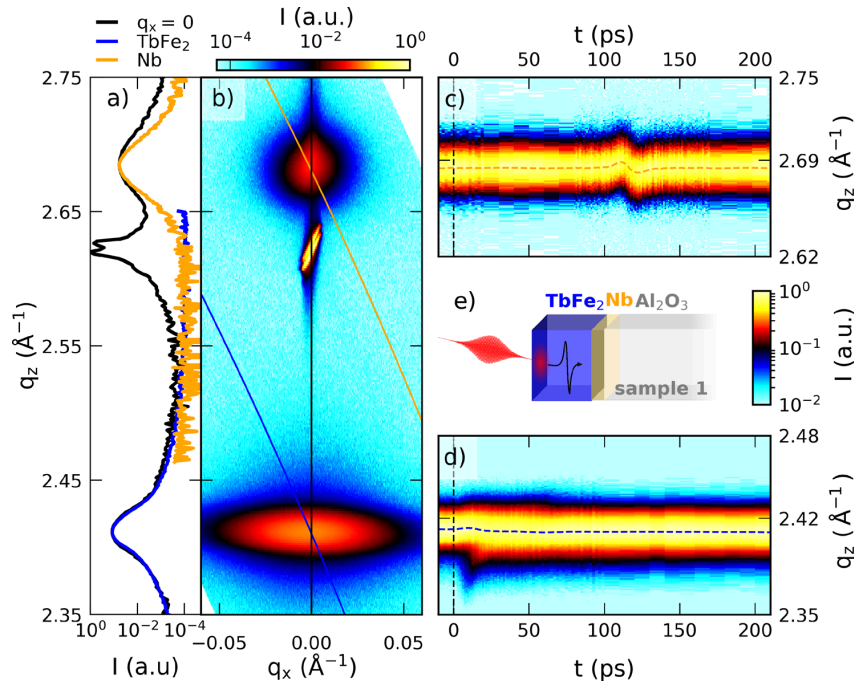 q_x = 0
TbFe₂
Nb
I (a.u.)
10⁻⁴ 10⁻² 10⁰
t (ps)
0 50 100 150 200
a)
b)
c)
2.75
2.65
2.55
2.45
2.35
q_z (Å⁻¹)
2.75
2.69
2.62
q_z (Å⁻¹)
e)
TbFe₂NbAl₂O₃
sample 1
10⁰
10⁻¹
10⁻²
I (a.u.)
d)
2.48
2.42
2.35
q_z (Å⁻¹)
10⁰ 10⁻² 10⁻⁴
I (a.u)
−0.05 0.00 0.05
q_x (Å⁻¹)
0 50 100 150 200
t (ps)